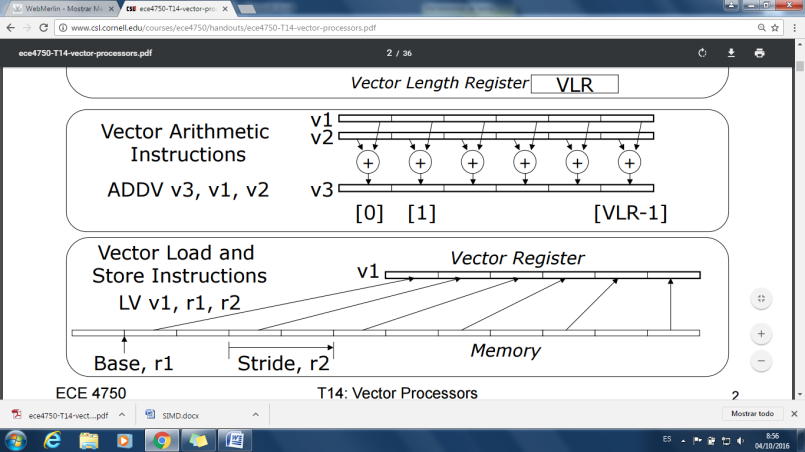 WebMerlin - Mostrar Me
CSL ece4750-T14-vector-pro
www.csl.cornell.edu/courses/ece4750/handouts/ece4750-T14-vector-processors.pdf
ece4750-T14-vector-processors.pdf 2 / 36
Vector Length Register VLR
Vector Arithmetic
Instructions
ADDV v3, v1, v2
v1
v2
+ + + + + +
v3
[0] [1] [VLR-1]
Vector Load and
Store Instructions
LV v1, r1, r2
Vector Register
v1
Base, r1 Stride, r2 Memory
ECE 4750 T14: Vector Processors 2
ece4750-T14-vect....pdf SIMD.docx Mostrar todo
ES 8:56
04/10/2016